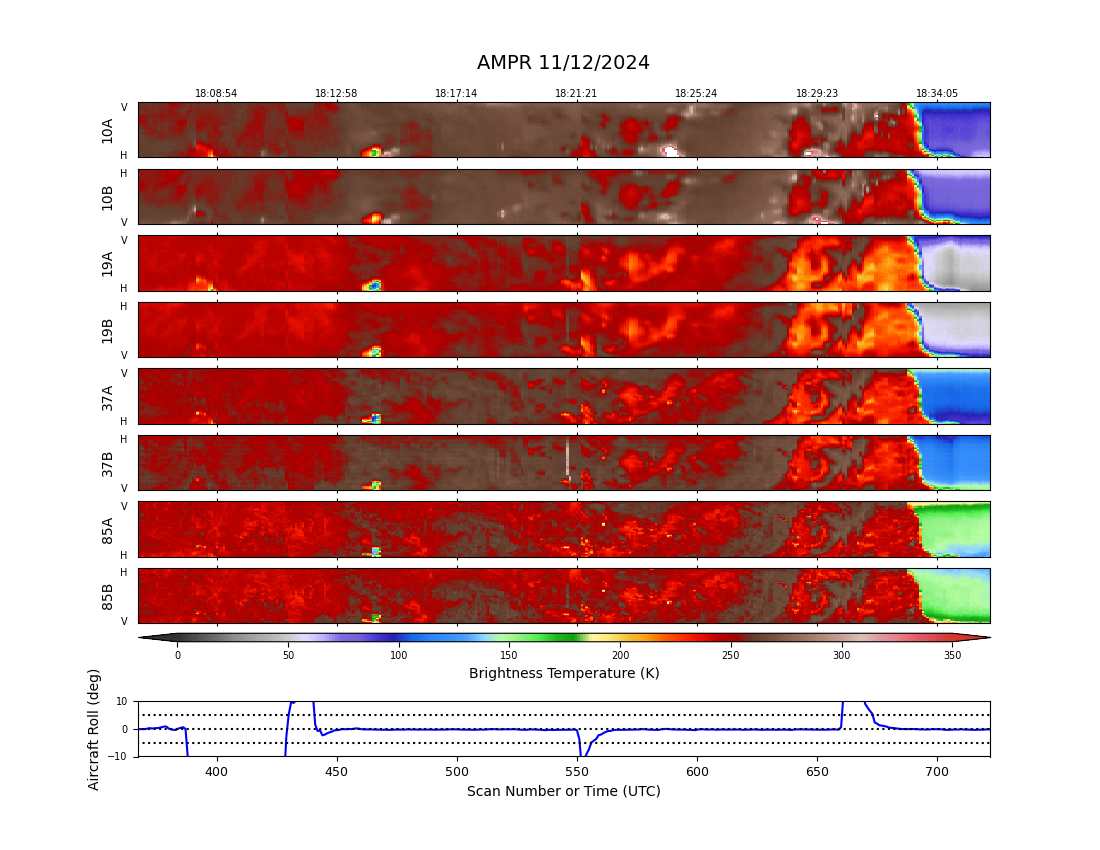 AMPR 11/12/2024
18:08:54 18:12:58 18:17:14 18:21:21 18:25:24 18:29:23 18:34:05
V
10A
H
H
10B
V
V
19A
H
H
19B
V
V
37A
H
H
37B
V
V
85A
H
H
85B
V
0 50 100 150 200 250 300 350
Brightness Temperature (K)
Aircraft Roll (deg)
10
0
−10
400 450 500 550 600 650 700
Scan Number or Time (UTC)